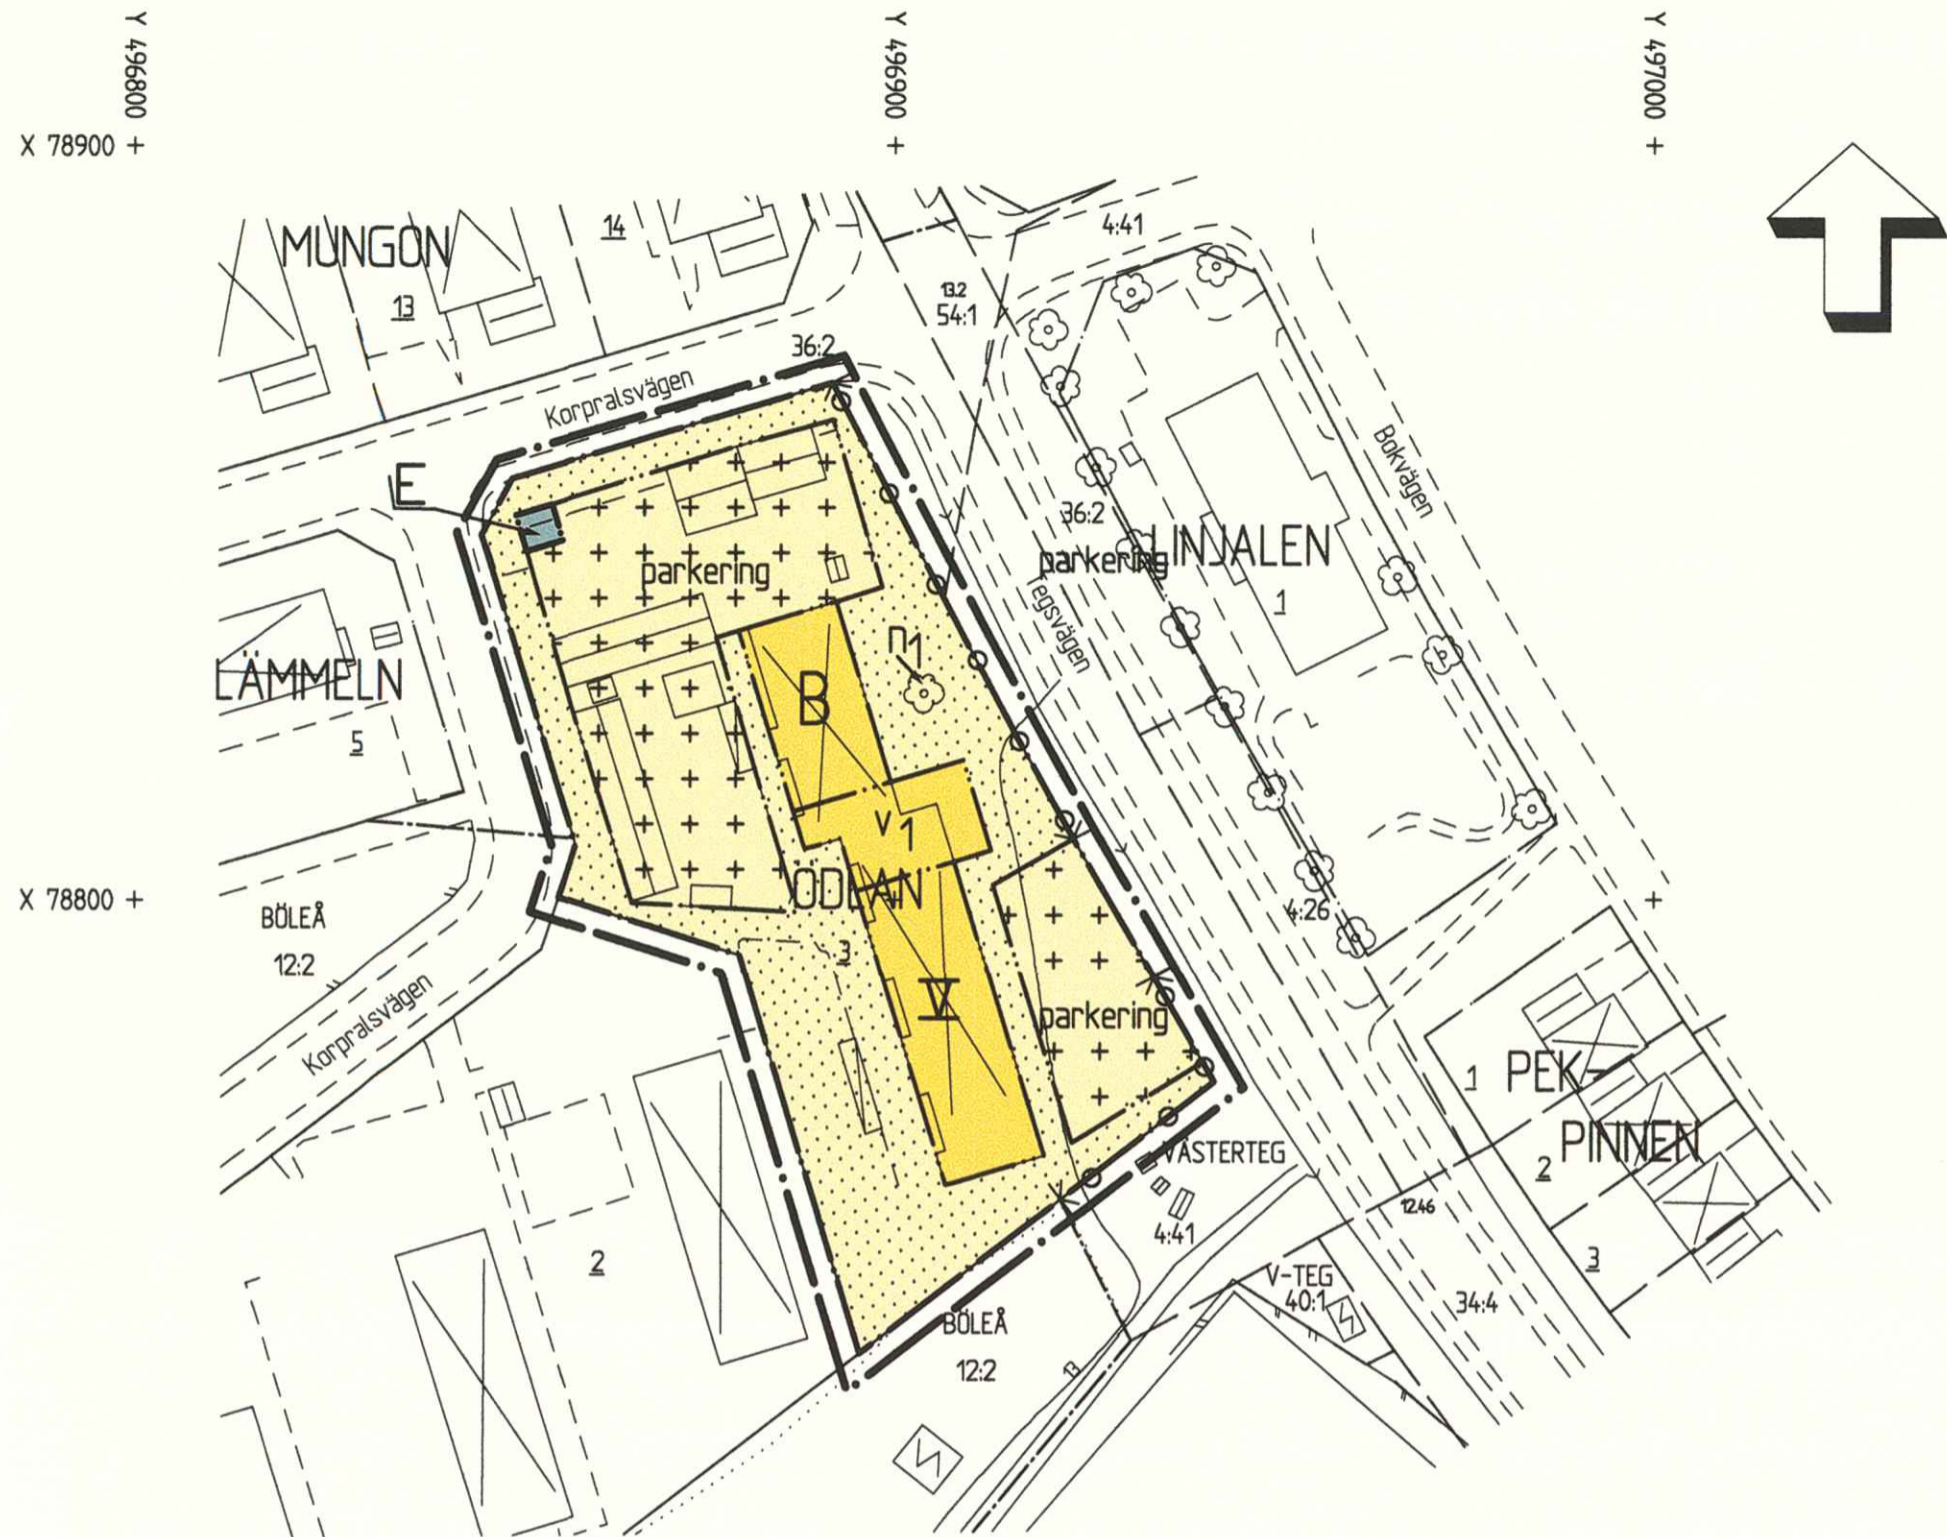 Y 496800
Y 496900
Y 497000
X 78900
MUNGON
14
13
4:41
13.2
54:1
36:2
Korpralsvägen
E
Bokvägen
36:2
LINJALEN
parkering
1
parkering
Tegsvägen
n1
LÄMMELN
5
B
v1
X 78800
ÖDLAN
3
BÖLEÅ
12:2
4:26
V
parkering
Korpralsvägen
1
PEK-
PINNEN
2
VÄSTERTEG
12.46
4:41
2
3
V-TEG
40:1
34:4
BÖLEÅ
12:2
13